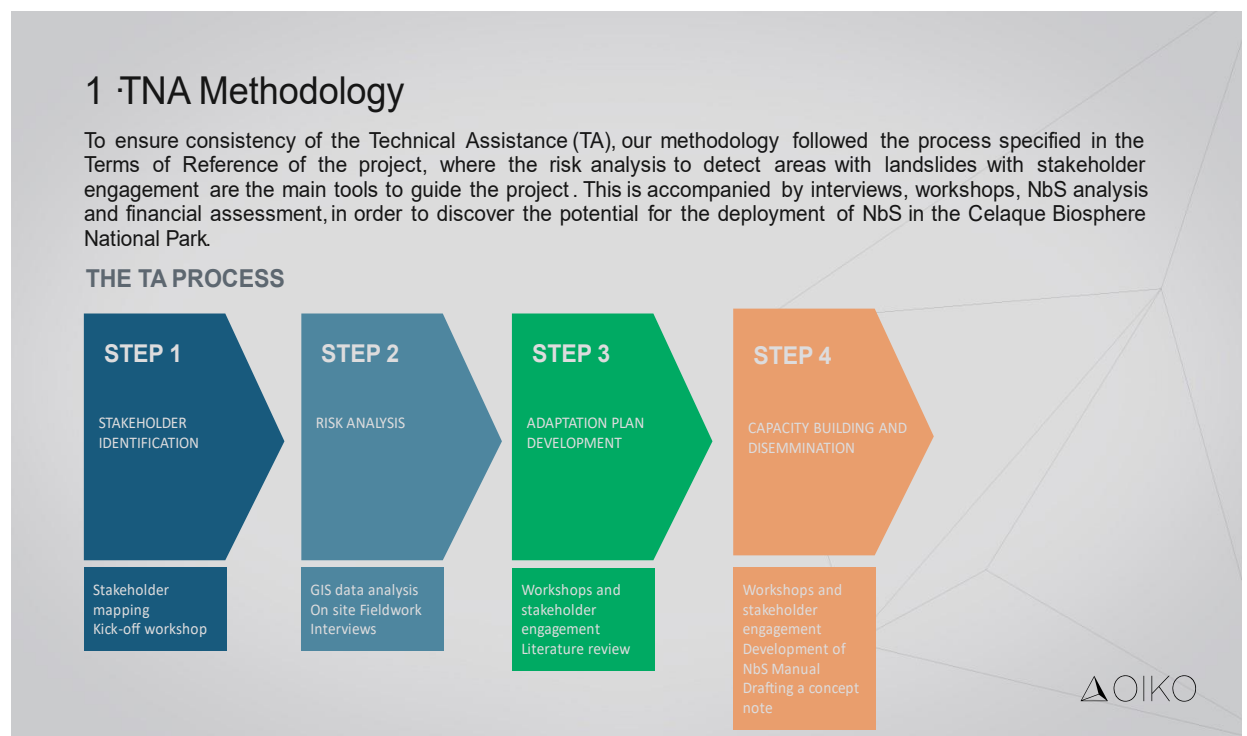 1 ·TNA Methodology
To ensure consistency of the Technical Assistance (TA), our methodology followed the process specified in the
Terms of Reference of the project, where the risk analysis to detect areas with landslides with stakeholder
engagement are the main tools to guide the project. This is accompanied by interviews, workshops, NbS analysis
and financial assessment, in order to discover the potential for the deployment of NbS in the Celaque Biosphere
National Park.
THE TA PROCESS
STEP 1
STAKEHOLDER
IDENTIFICATION
Stakeholder
mapping
Kick-off workshop
STEP 2
RISK ANALYSIS
GIS data analysis
On site Fieldwork
Interviews
STEP 3
ADAPTATION PLAN
DEVELOPMENT
Workshops and
stakeholder
engagement
Literature review
STEP 4
CAPACITY BUILDING AND
DISEMMINATION
Workshops and
stakeholder
engagement
Development of
NbS Manual
Drafting a concept
note
OIKO